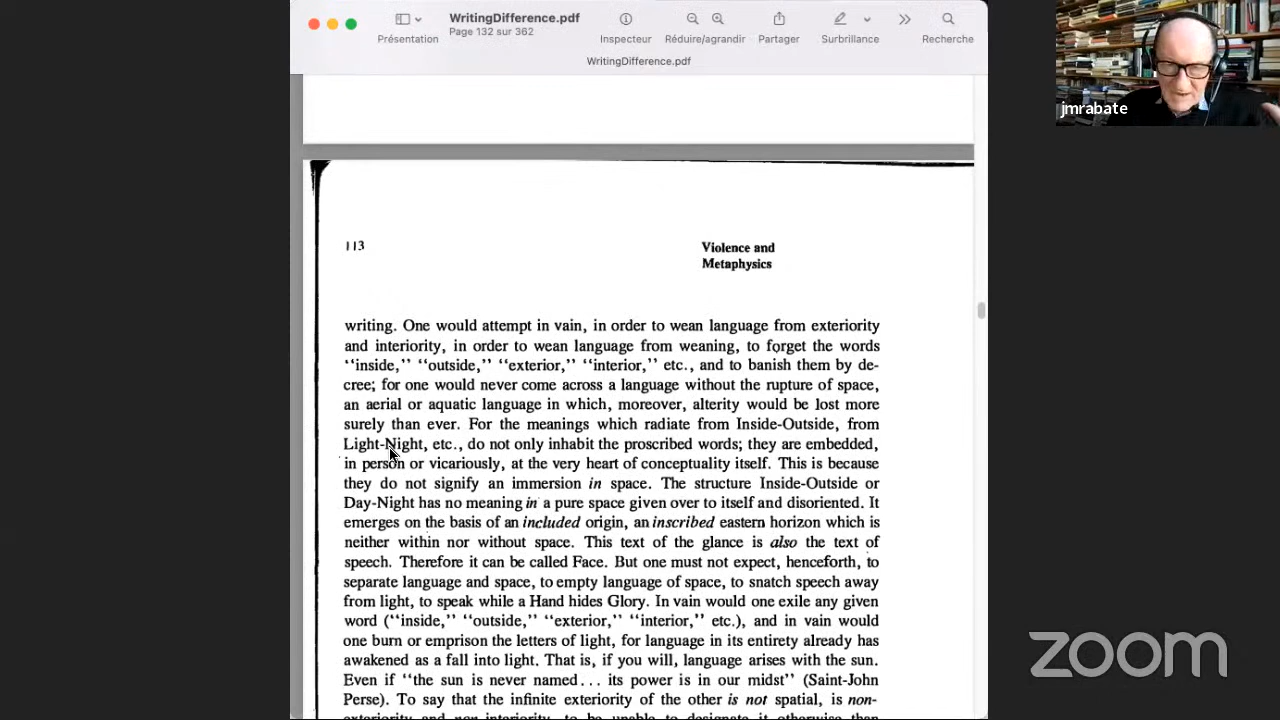 WritingDifference.pdf
Page 132 sur 362
Présentation
Inspecteur
Réduire/agrandir
Partager
Surbrillance
Recherche
WritingDifference.pdf
jmrabate
113
Violence and
Metaphysics
writing. One would attempt in vain, in order to wean language from exteriority
and interiority, in order to wean language from weaning, to forget the words
‘‘inside,’’ ‘‘outside,’’ ‘‘exterior,’’ ‘‘interior,’’ etc., and to banish them by de-
cree; for one would never come across a language without the rupture of space,
an aerial or aquatic language in which, moreover, alterity would be lost more
surely than ever. For the meanings which radiate from Inside-Outside, from
Light-Night, etc., do not only inhabit the proscribed words; they are embedded,
in person or vicariously, at the very heart of conceptuality itself. This is because
they do not signify an immersion in space. The structure Inside-Outside or
Day-Night has no meaning in a pure space given over to itself and disoriented. It
emerges on the basis of an included origin, an inscribed eastern horizon which is
neither within nor without space. This text of the glance is also the text of
speech. Therefore it can be called Face. But one must not expect, henceforth, to
separate language and space, to empty language of space, to snatch speech away
from light, to speak while a Hand hides Glory. In vain would one exile any given
word (‘‘inside,’’ ‘‘outside,’’ ‘‘exterior,’’ ‘‘interior,’’ etc.), and in vain would
one burn or emprison the letters of light, for language in its entirety already has
awakened as a fall into light. That is, if you will, language arises with the sun.
Even if ‘‘the sun is never named... its power is in our midst’’ (Saint-John
Perse). To say that the infinite exteriority of the other is not spatial, is non-
exteriority and non-interiority, to be unable to designate it otherwise than
zoom